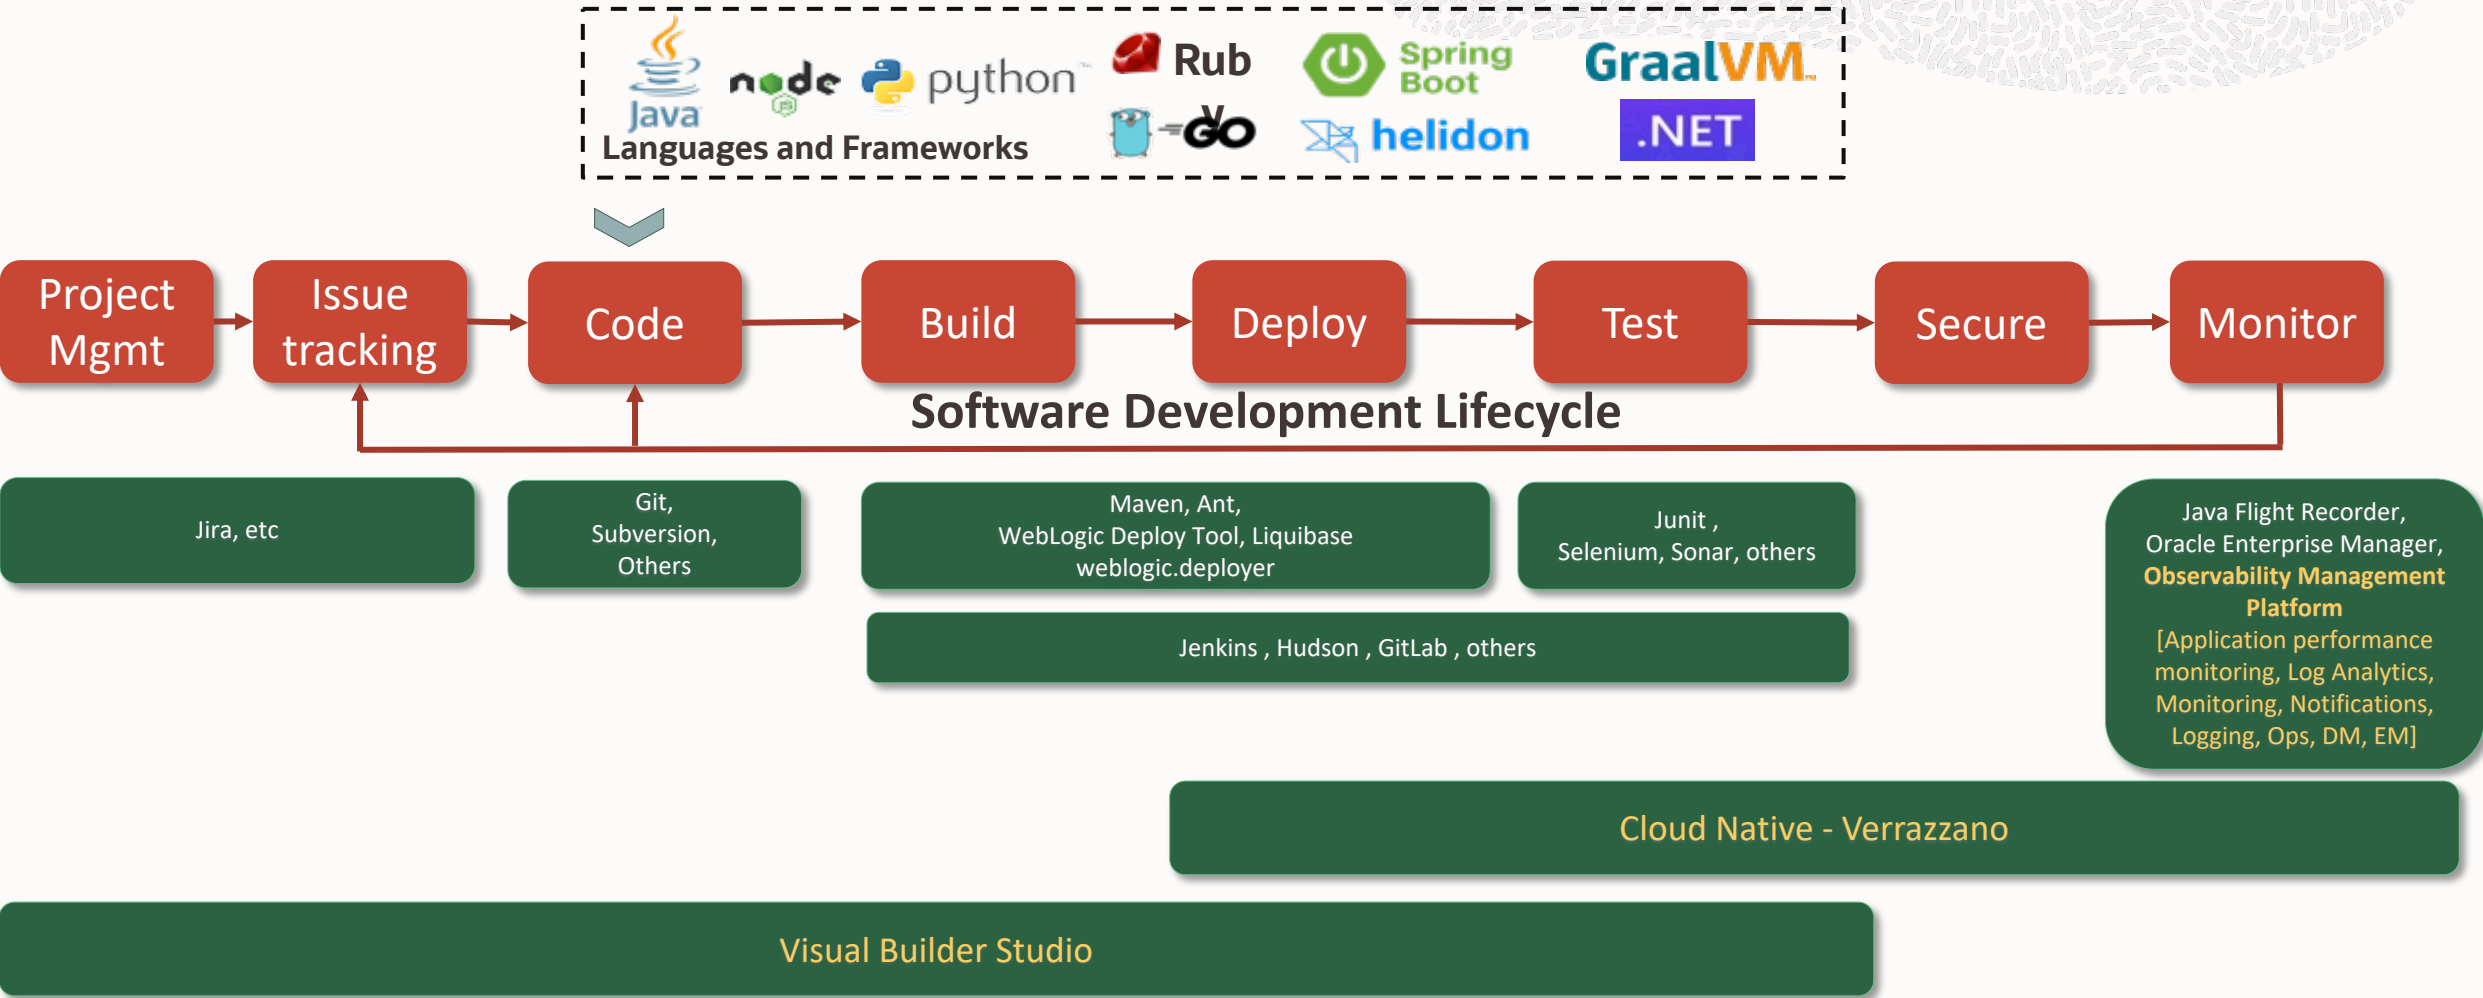 Java
node
JS
python™
Rub
y
GO
Spring
Boot
helidon
GraalVM™
.NET
Languages and Frameworks
Project
Mgmt
Issue
tracking
Code
Build
Deploy
Test
Secure
Monitor
Software Development Lifecycle
Jira, etc
Git,
Subversion,
Others
Maven, Ant,
WebLogic Deploy Tool, Liquibase
weblogic.deployer
Junit ,
Selenium, Sonar, others
Java Flight Recorder,
Oracle Enterprise Manager,
Observability Management
Platform
[Application performance
monitoring, Log Analytics,
Monitoring, Notifications,
Logging, Ops, DM, EM]
Jenkins , Hudson , GitLab , others
Cloud Native - Verrazzano
Visual Builder Studio